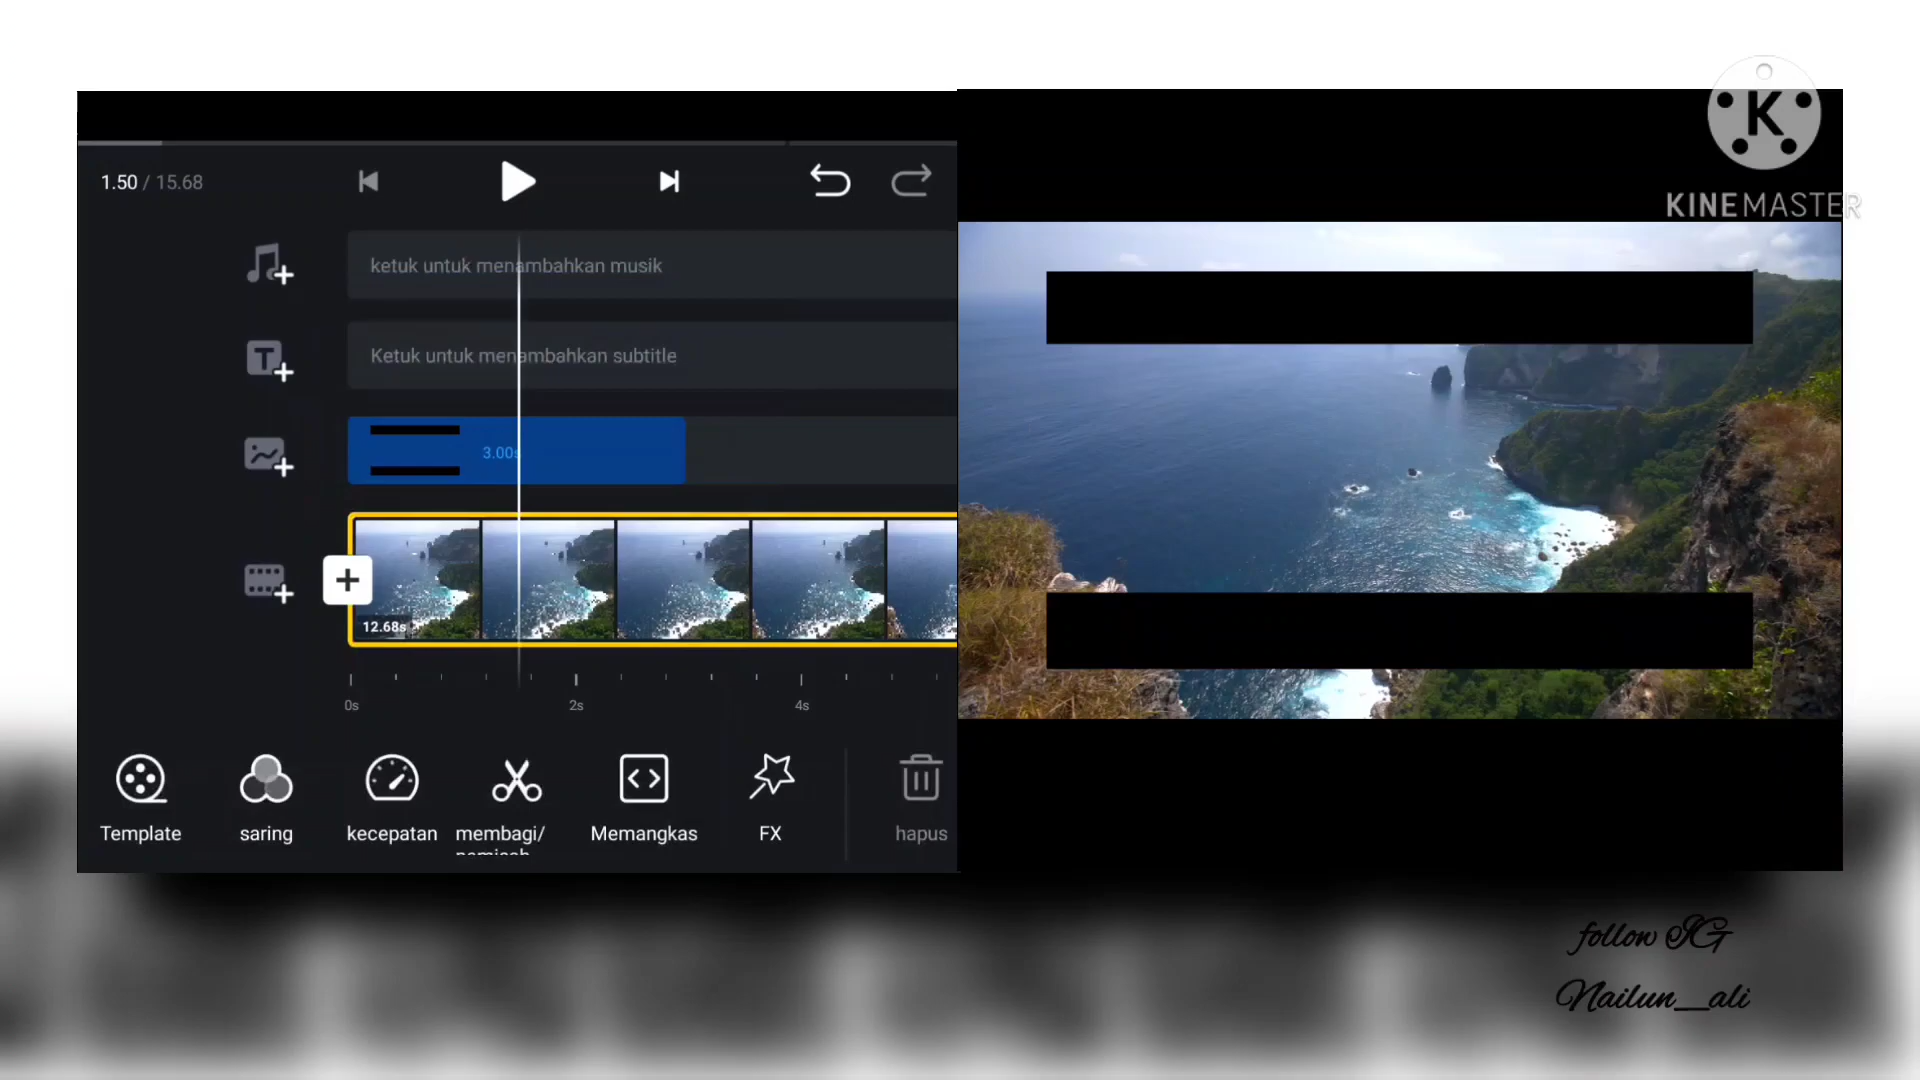 K
KINEMASTER
1.50 / 15.68
ketuk untuk menambahkan musik
T
Ketuk untuk menambahkan subtitle
3.00s
12.68s
0s 2s 4s
Template saring kecepatan membagi/ Memangkas FX hapus
follow IG
Nailun__ali